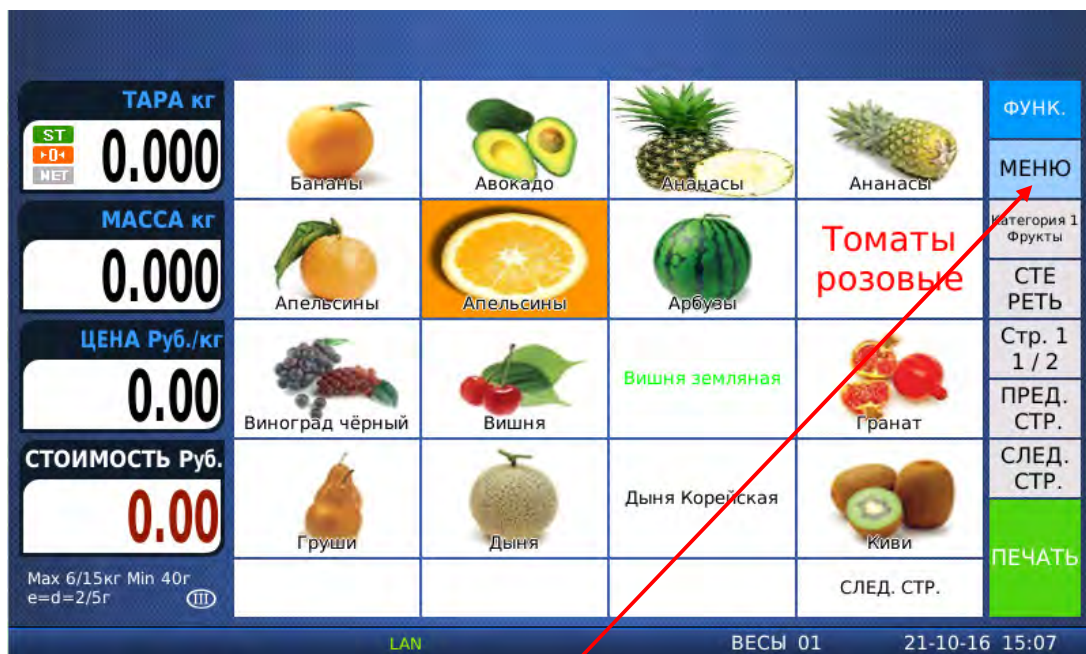 ТАРА кг
ST
0
NET
0.000
МАССА кг
0.000
ЦЕНА Руб./кг
0.00
СТОИМОСТЬ Руб.
0.00
Max 6/15кг Min 40г
e=d=2/5г
III
Бананы
Авокадо
Ананасы
Ананасы
Апельсины
Апельсины
Арбузы
Томаты
розовые
Виноград чёрный
Вишня
Вишня земляная
Гранат
Груши
Дыня
Дыня Корейская
Киви
СЛЕД. СТР.
ФУНК.
МЕНЮ
Категория 1
Фрукты
СТЕ
РЕТЬ
Стр. 1
1 / 2
ПРЕД.
СТР.
СЛЕД.
СТР.
ПЕЧАТЬ
LAN
ВЕСЫ 01
21-10-16 15:07